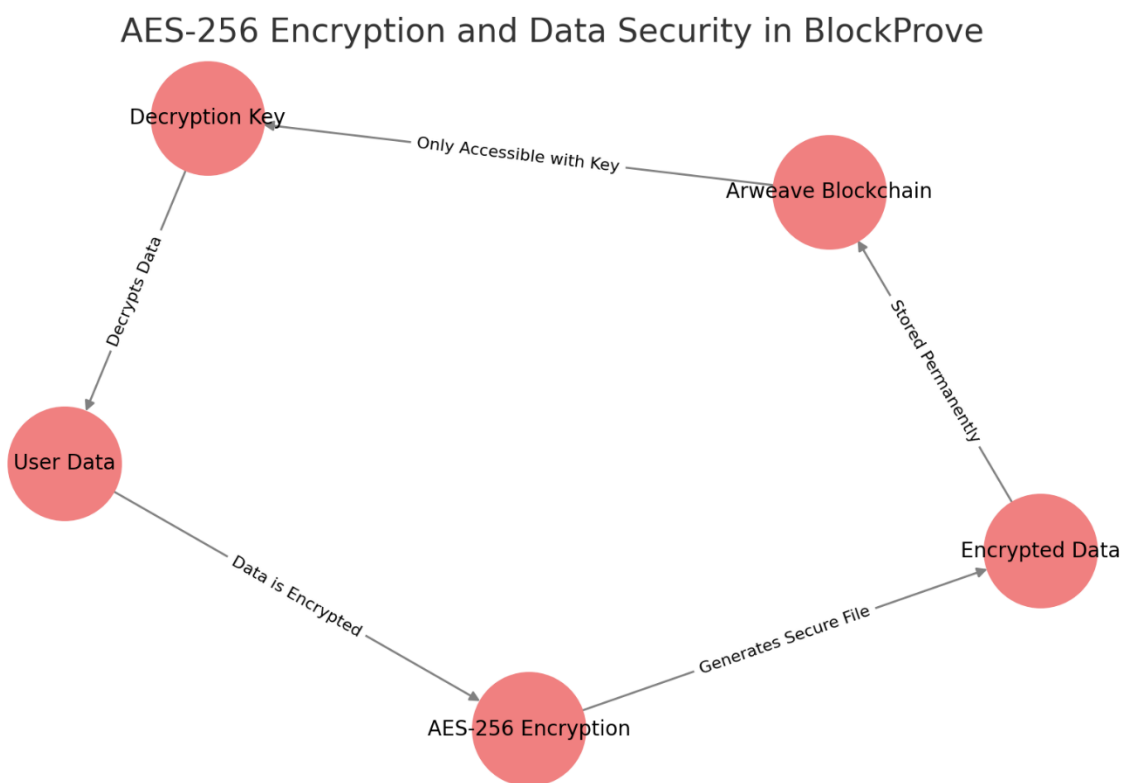 AES-256 Encryption and Data Security in BlockProve
Decryption Key
Only Accessible with Key
Arweave Blockchain
Decrypts Data
Stored Permanently
User Data
Data is Encrypted
Encrypted Data
Generates Secure File
AES-256 Encryption